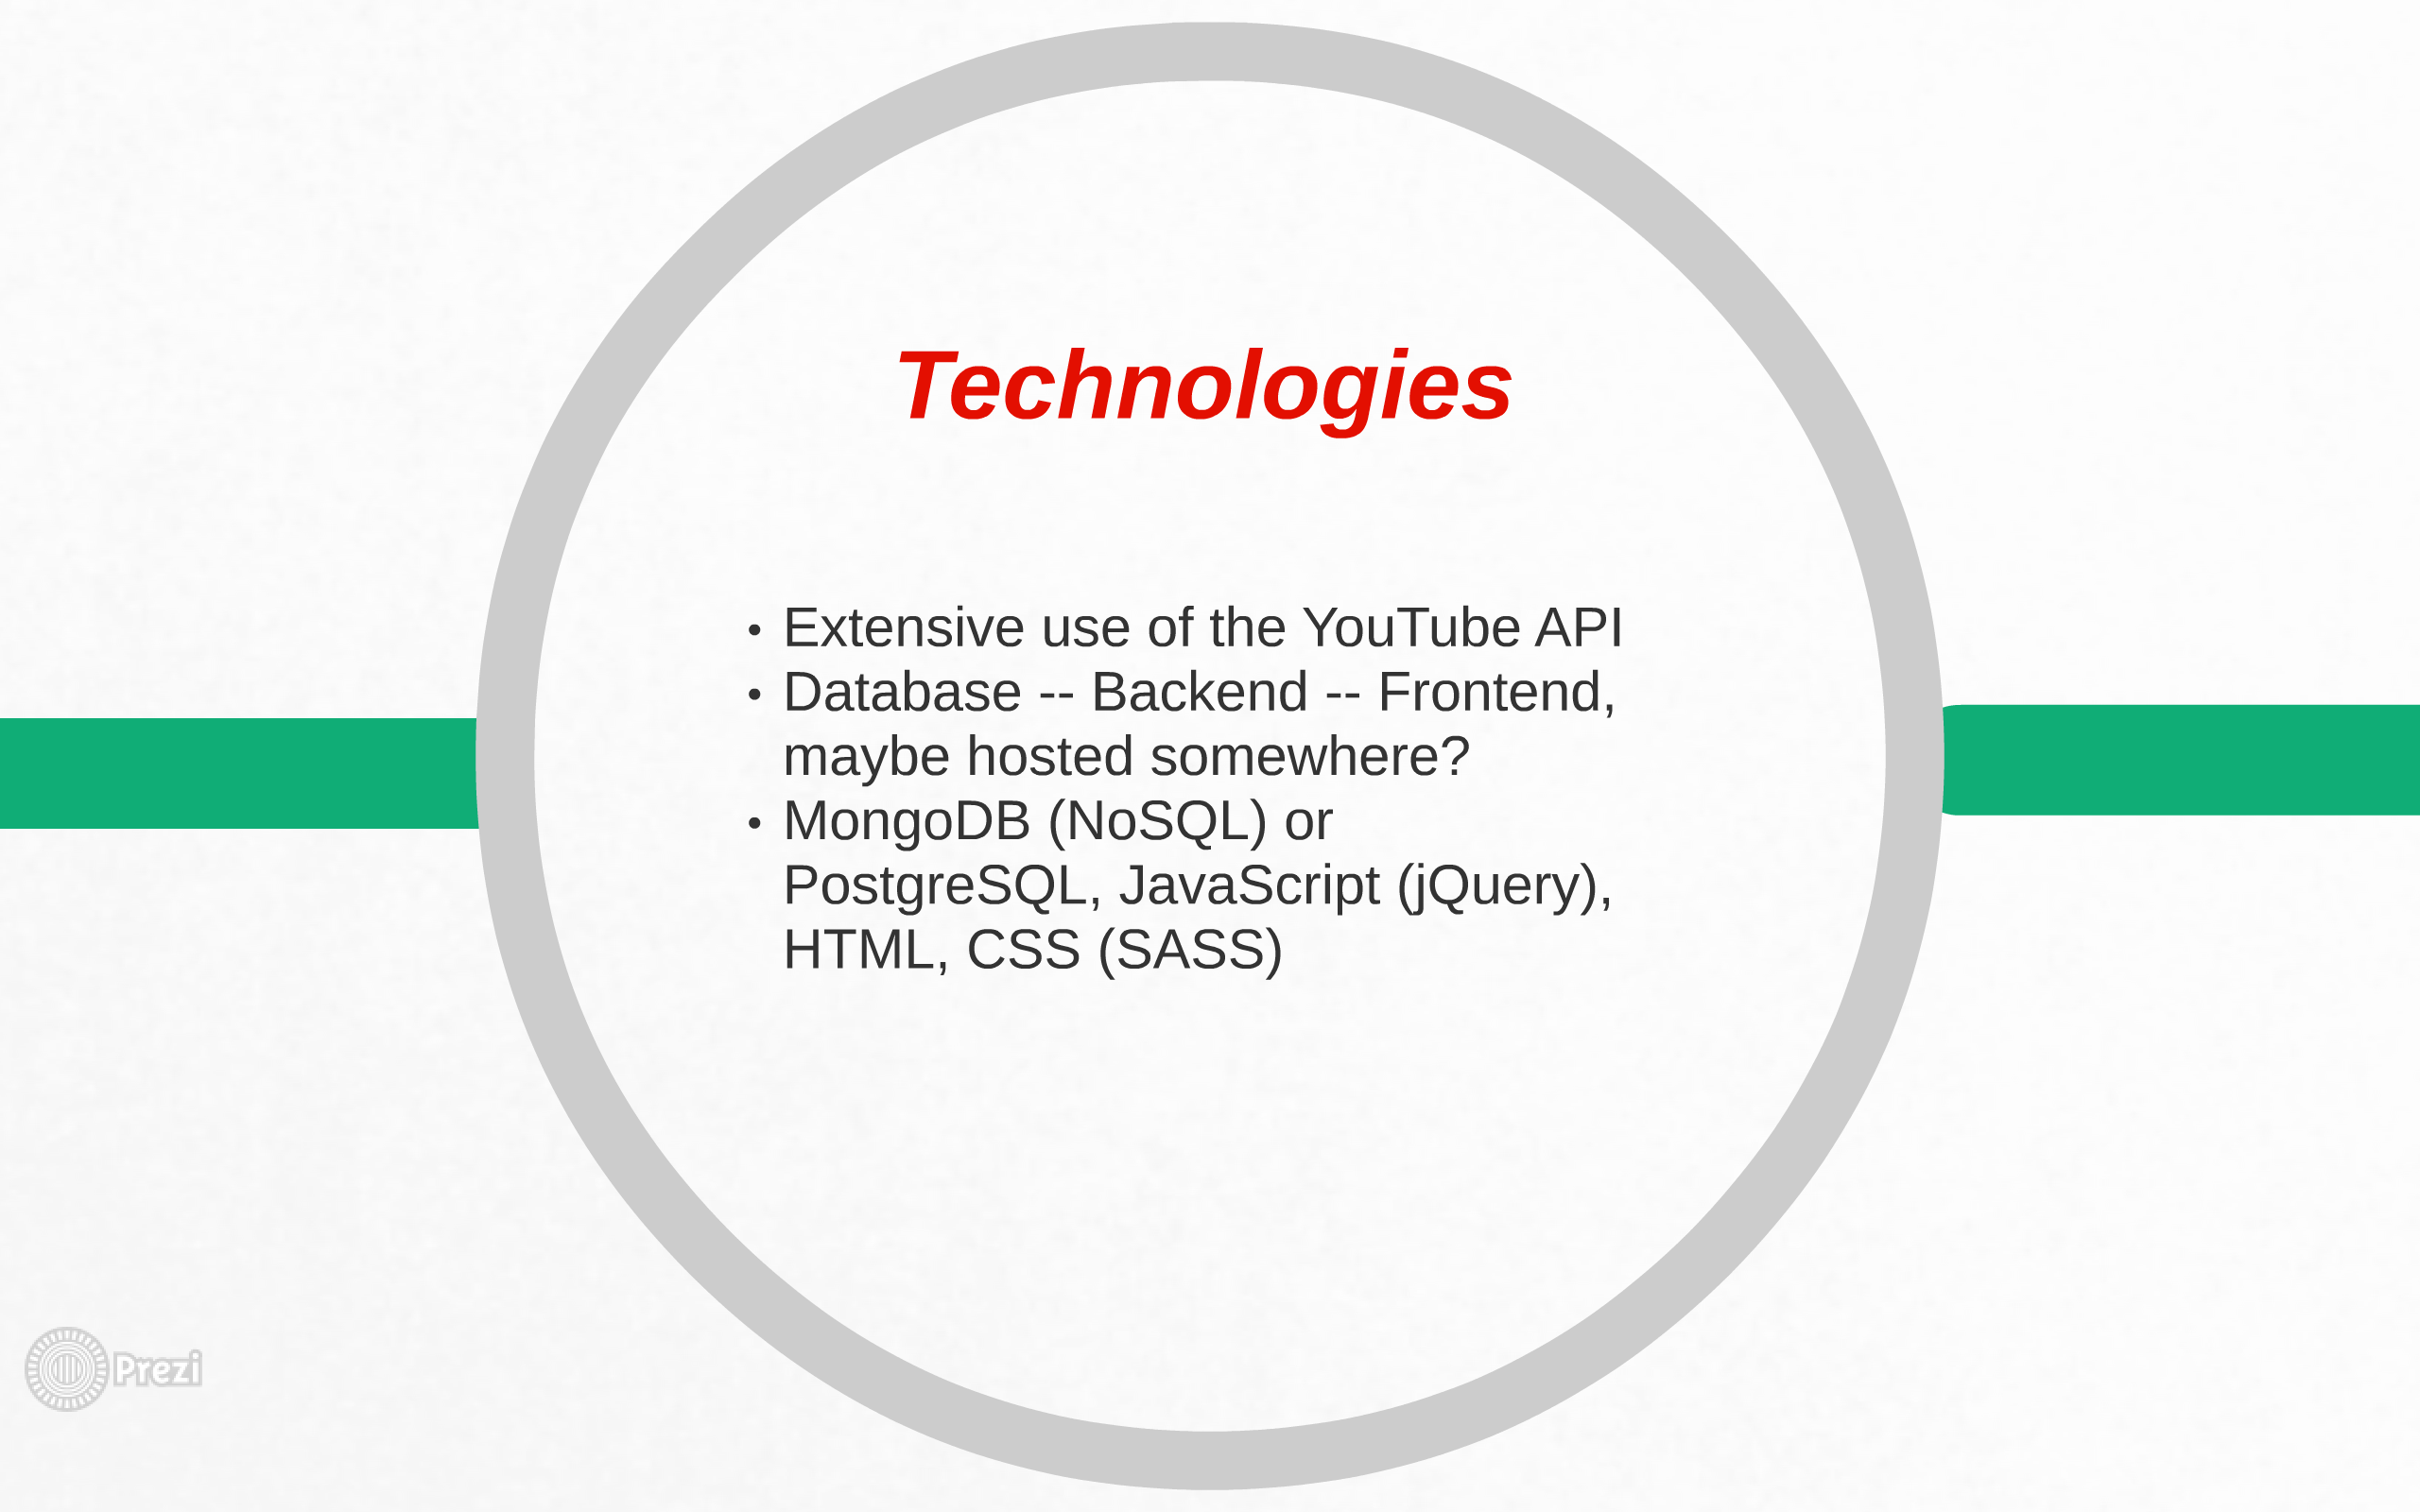 Technologies
• Extensive use of the YouTube API
• Database -- Backend -- Frontend,
maybe hosted somewhere?
• MongoDB (NoSQL) or
PostgreSQL, JavaScript (jQuery),
HTML, CSS (SASS)
Prezi